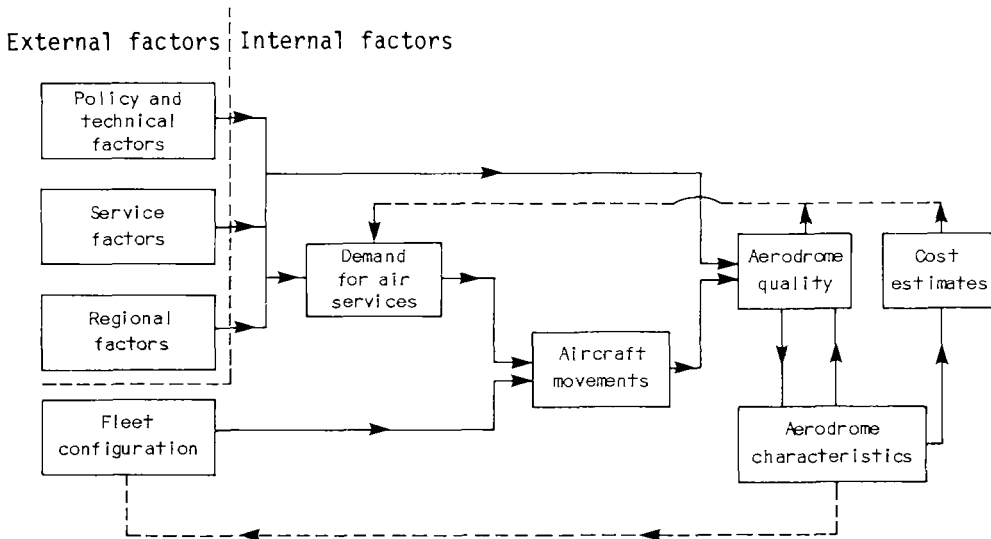 External factors
Internal factors
Policy and
technical
factors
Service
factors
Regional
factors
Fleet
configuration
Demand
for air
services
Aircraft
movements
Aerodrome
quality
Cost
estimates
Aerodrome
characteristics